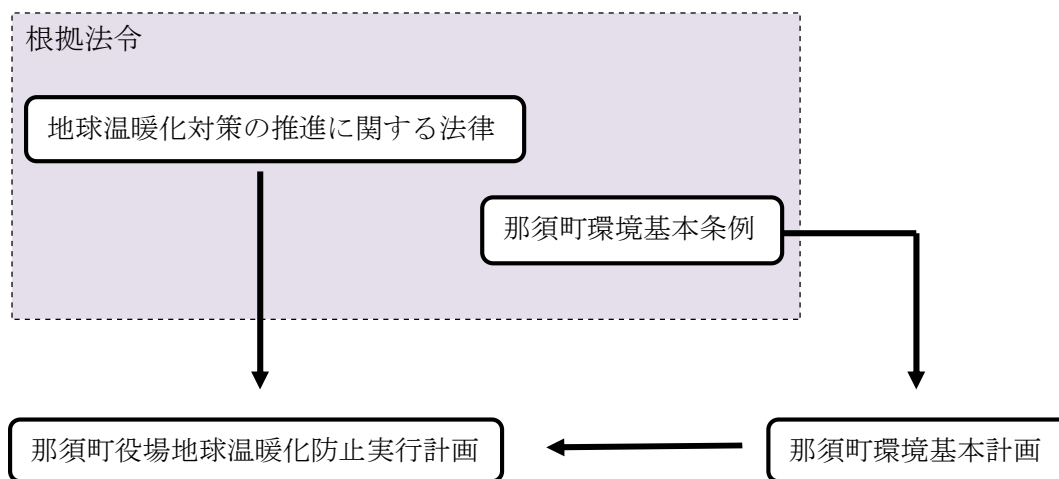 根拠法令
地球温暖化対策の推進に関する法律
那須町環境基本条例
那須町役場地球温暖化防止実行計画
那須町環境基本計画